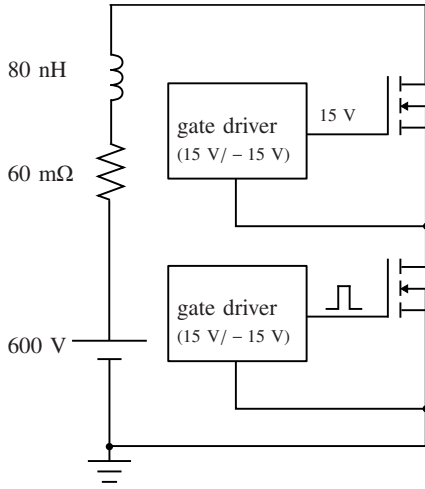 80 nH
60 mΩ
600 V
gate driver
(15 V/ − 15 V)
15 V
gate driver
(15 V/ − 15 V)